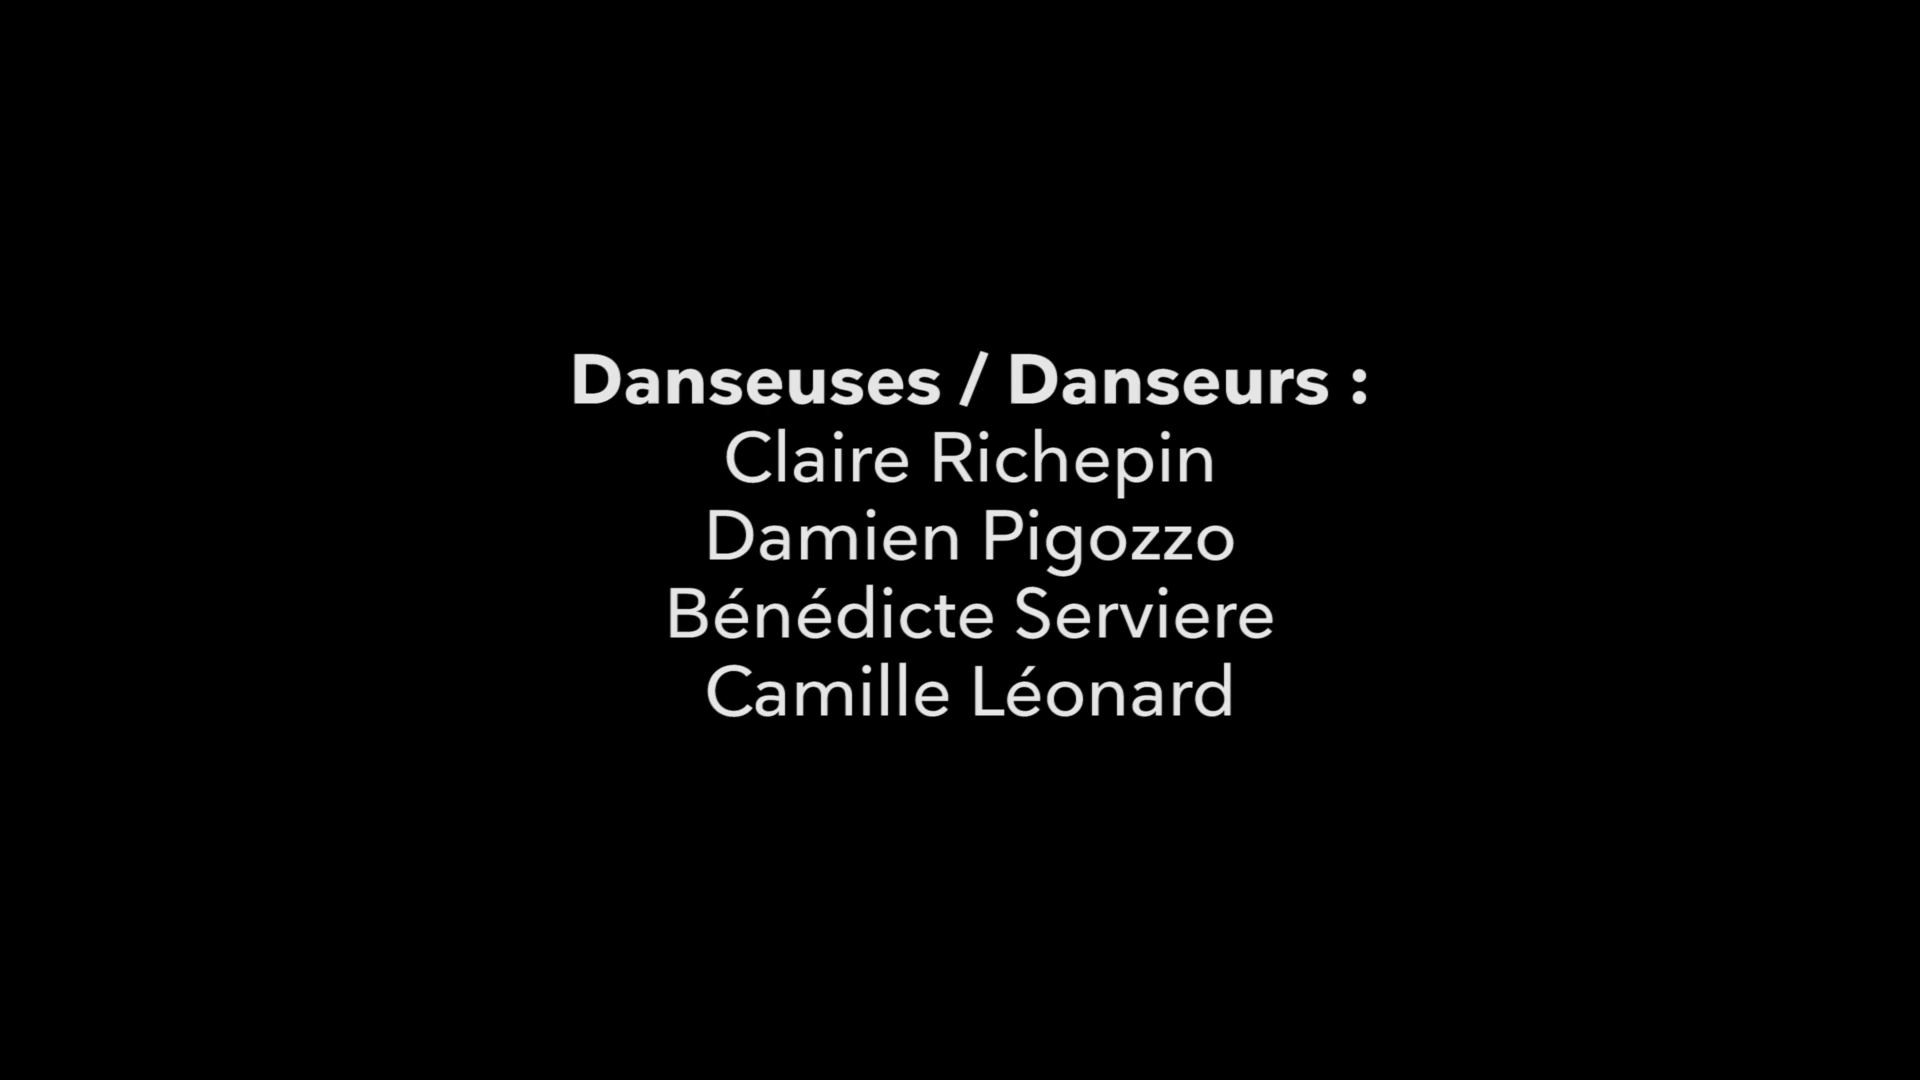 Danseuses / Danseurs :
Claire Richepin
Damien Pigozzo
Bénédicte Serviere
Camille Léonard